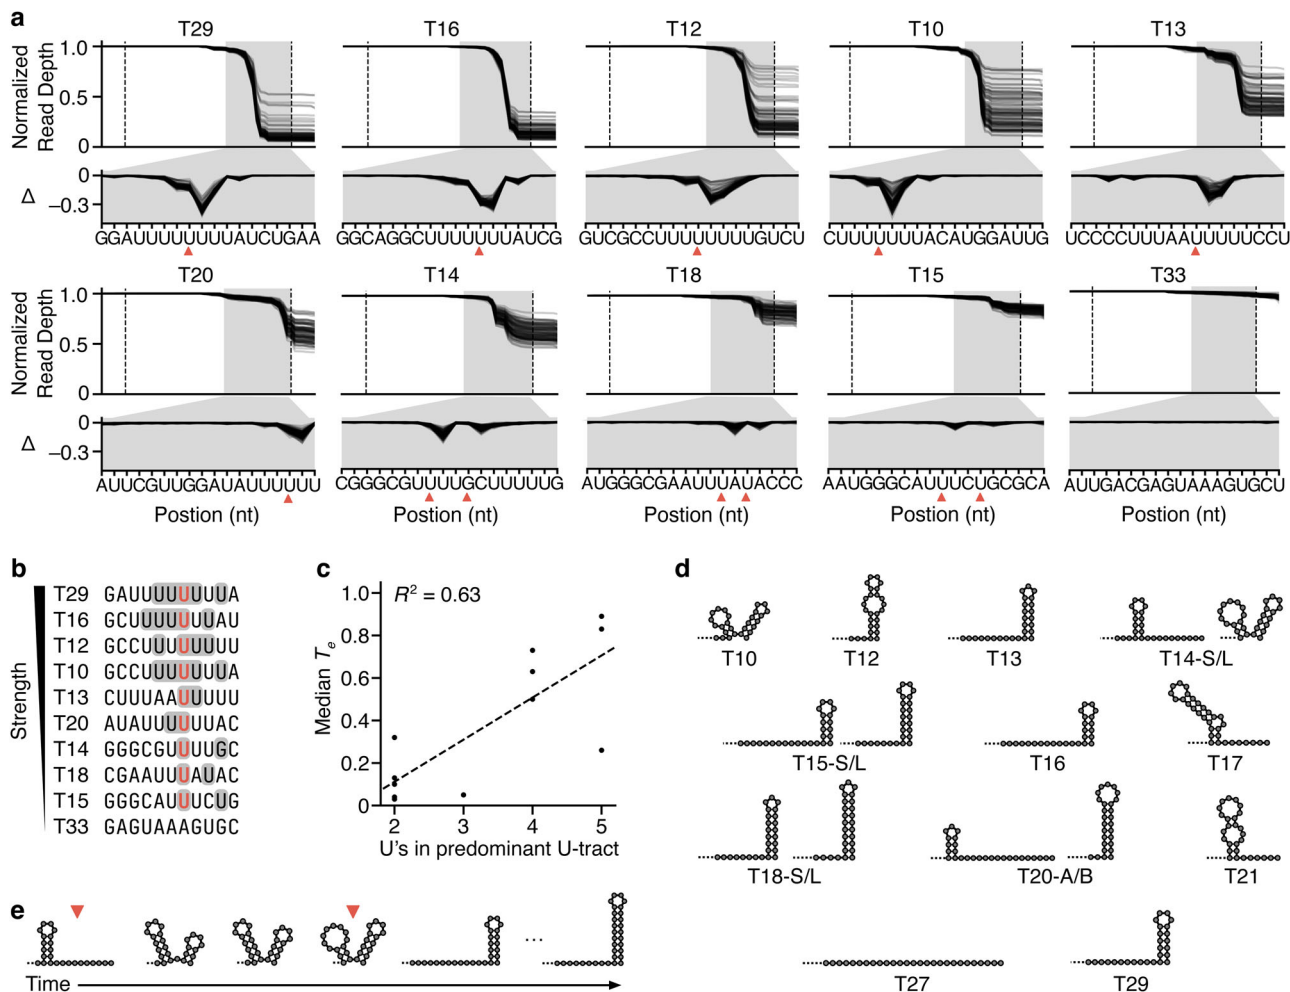 a
T29
T16
T12
T10
T13
Normalized
Read Depth
1.0
0.5
0
0
Δ
−0.3
GGAUUUUUUUUAUCUGAA
GGCAGGCUUUUUUUUAUCG
GUCGCCUUUUUUUUGUCU
CUUUUUUUUACAUGGAUUG
UCCCCUUUAAUUUUUCCU
T20
T14
T18
T15
T33
Normalized
Read Depth
1.0
0.5
0
0
Δ
−0.3
AUUCGUUGGAUAUUUUUU
CGGGCGUUUUGCUUUUUG
AUGGGCGAAUUUAUACCC
AAUGGGCAUUUCUGCGCA
AUUGACGAGUAAAGUGCU
Postion (nt)
Postion (nt)
Postion (nt)
Postion (nt)
Postion (nt)
b
Strength
T29 GAUUUUUUUUA
T16 GCUUUUUUUAU
T12 GCCUUUUUUUU
T10 GCCUUUUUUUA
T13 CUUUAAUUUUU
T20 AUAUUUUUUAC
T14 GGGCGUUUUGC
T18 CGAAUUUAUAC
T15 GGGCAUUUCUG
T33 GAGUAAAGUGC
c
R² = 0.63
Median Te
1.0
0.8
0.6
0.4
0.2
0
2
3
4
5
U's in predominant U-tract
d
T10
T12
T13
T14-S/L
T15-S/L
T16
T17
T18-S/L
T20-A/B
T21
T27
T29
e
...
Time